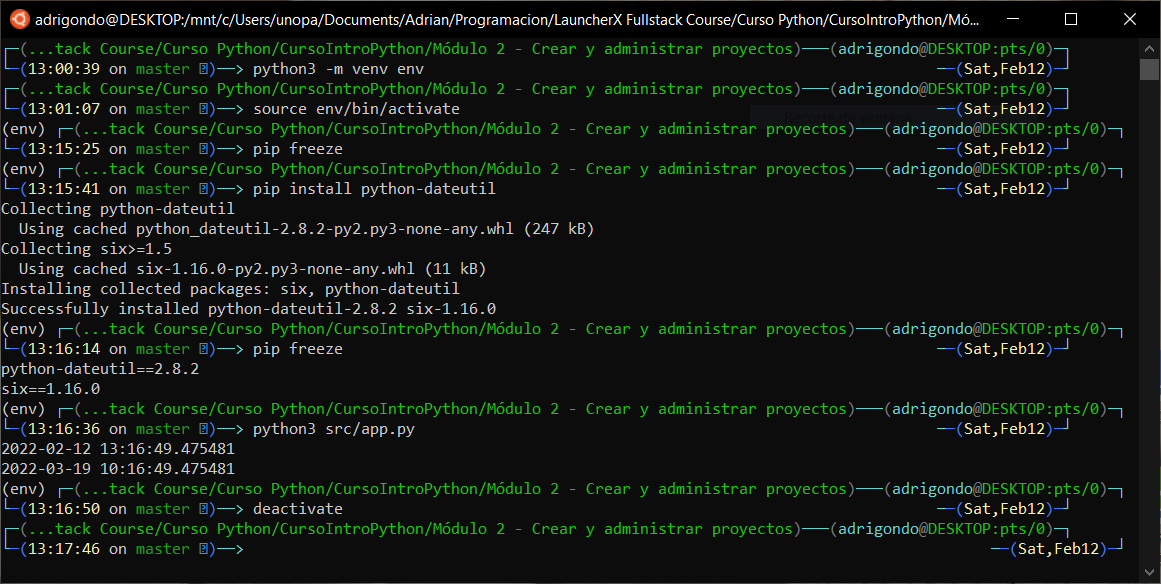 adrigondo@DESKTOP:/mnt/c/Users/unopa/Documents/Adrian/Programacion/LauncherX Fullstack Course/Curso Python/CursoIntroPython/Mó...
┌─(...tack Course/Curso Python/CursoIntroPython/Módulo 2 - Crear y administrar proyectos)───(adrigondo@DESKTOP:pts/0)─┐
└─(13:00:39 on master ⍰)──> python3 -m venv env ──(Sat,Feb12)─┘
┌─(...tack Course/Curso Python/CursoIntroPython/Módulo 2 - Crear y administrar proyectos)───(adrigondo@DESKTOP:pts/0)─┐
└─(13:01:07 on master ⍰)──> source env/bin/activate ──(Sat,Feb12)─┘
(env) ┌─(...tack Course/Curso Python/CursoIntroPython/Módulo 2 - Crear y administrar proyectos)───(adrigondo@DESKTOP:pts/0)─┐
└─(13:15:25 on master ⍰)──> pip freeze ──(Sat,Feb12)─┘
(env) ┌─(...tack Course/Curso Python/CursoIntroPython/Módulo 2 - Crear y administrar proyectos)───(adrigondo@DESKTOP:pts/0)─┐
└─(13:15:41 on master ⍰)──> pip install python-dateutil ──(Sat,Feb12)─┘
Collecting python-dateutil
  Using cached python_dateutil-2.8.2-py2.py3-none-any.whl (247 kB)
Collecting six>=1.5
  Using cached six-1.16.0-py2.py3-none-any.whl (11 kB)
Installing collected packages: six, python-dateutil
Successfully installed python-dateutil-2.8.2 six-1.16.0
(env) ┌─(...tack Course/Curso Python/CursoIntroPython/Módulo 2 - Crear y administrar proyectos)───(adrigondo@DESKTOP:pts/0)─┐
└─(13:16:14 on master ⍰)──> pip freeze ──(Sat,Feb12)─┘
python-dateutil==2.8.2
six==1.16.0
(env) ┌─(...tack Course/Curso Python/CursoIntroPython/Módulo 2 - Crear y administrar proyectos)───(adrigondo@DESKTOP:pts/0)─┐
└─(13:16:36 on master ⍰)──> python3 src/app.py ──(Sat,Feb12)─┘
2022-02-12 13:16:49.475481
2022-03-19 10:16:49.475481
(env) ┌─(...tack Course/Curso Python/CursoIntroPython/Módulo 2 - Crear y administrar proyectos)───(adrigondo@DESKTOP:pts/0)─┐
└─(13:16:50 on master ⍰)──> deactivate ──(Sat,Feb12)─┘
┌─(...tack Course/Curso Python/CursoIntroPython/Módulo 2 - Crear y administrar proyectos)───(adrigondo@DESKTOP:pts/0)─┐
└─(13:17:46 on master ⍰)──> ──(Sat,Feb12)─┘